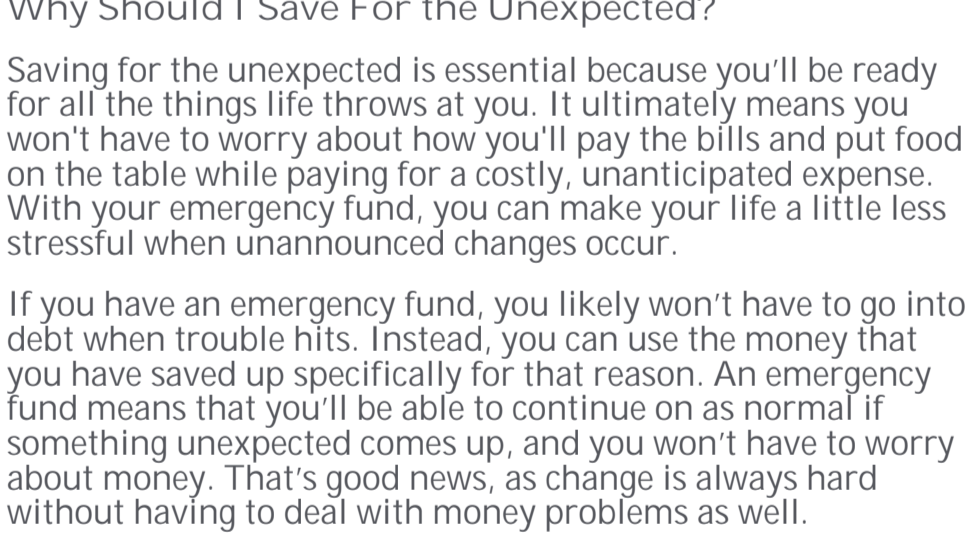 Why Should I Save For the Unexpected?
Saving for the unexpected is essential because you’ll be ready
for all the things life throws at you. It ultimately means you
won't have to worry about how you'll pay the bills and put food
on the table while paying for a costly, unanticipated expense.
With your emergency fund, you can make your life a little less
stressful when unannounced changes occur.
If you have an emergency fund, you likely won’t have to go into
debt when trouble hits. Instead, you can use the money that
you have saved up specifically for that reason. An emergency
fund means that you’ll be able to continue on as normal if
something unexpected comes up, and you won’t have to worry
about money. That’s good news, as change is always hard
without having to deal with money problems as well.